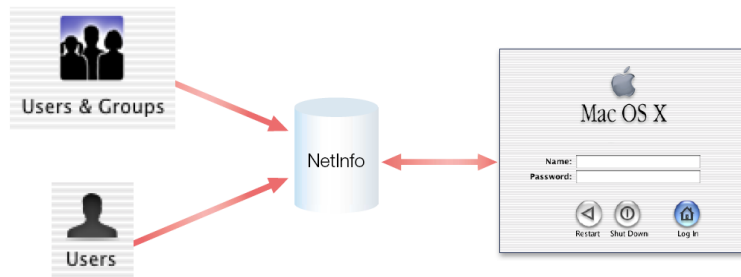 Users & Groups
Users
NetInfo
Mac OS X
Name:
Password:
Restart Shut Down Log In